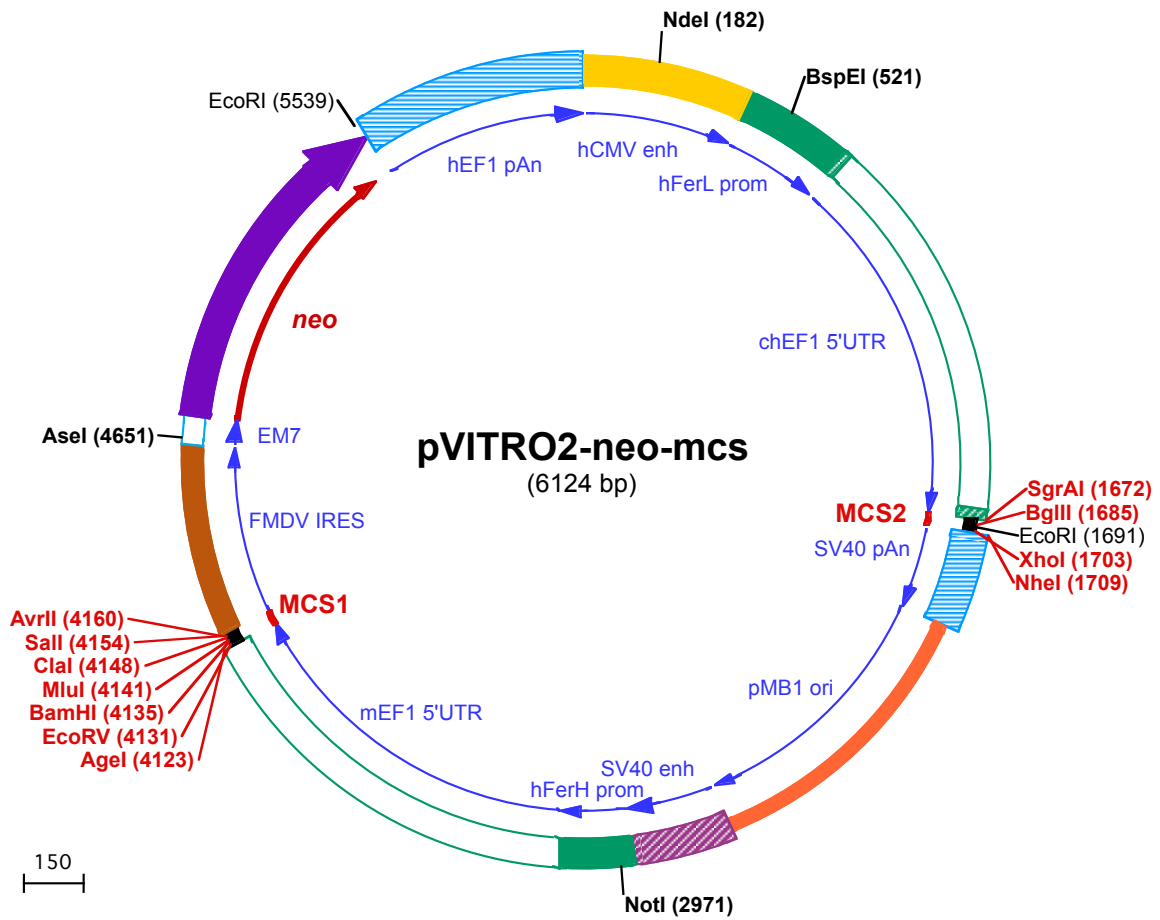 NdeI (182)
BspEI (521)
EcoRI (5539)
hEF1 pAn
hCMV enh
hFerL prom
neo
chEF1 5'UTR
AseI (4651)
EM7
pVITRO2-neo-mcs
(6124 bp)
FMDV IRES
MCS2
SV40 pAn
SgrAI (1672)
BglII (1685)
EcoRI (1691)
XhoI (1703)
NheI (1709)
MCS1
AvrII (4160)
SalI (4154)
ClaI (4148)
MluI (4141)
BamHI (4135)
EcoRV (4131)
AgeI (4123)
pMB1 ori
mEF1 5'UTR
SV40 enh
hFerH prom
150
NotI (2971)